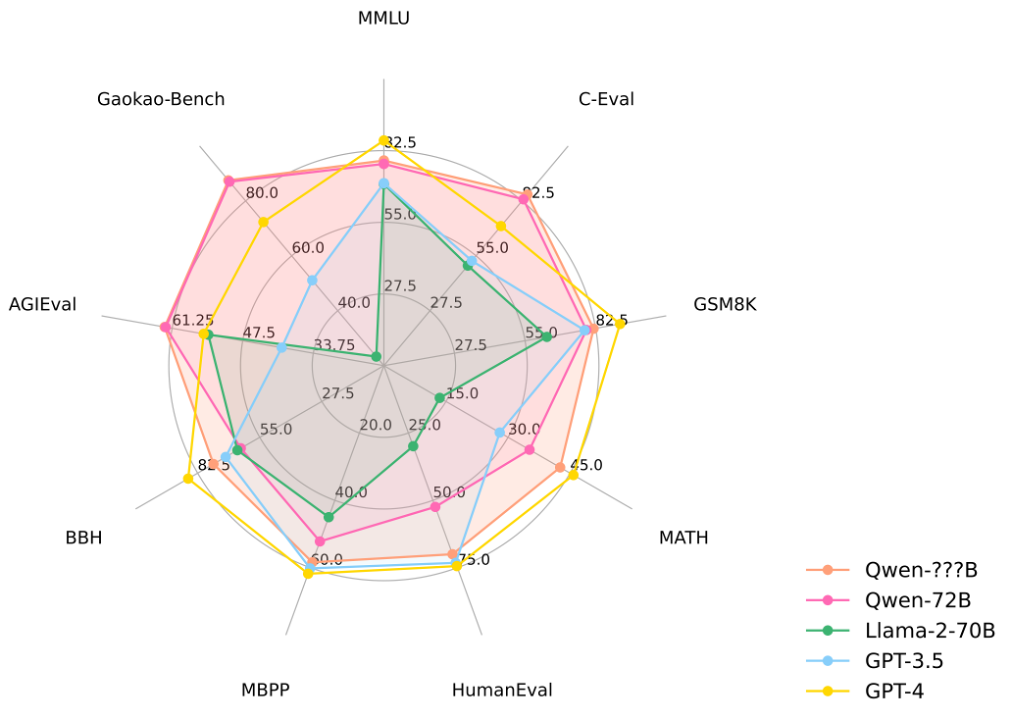 MMLU
Gaokao-Bench
C-Eval
82.5
80.0
82.5
55.0
60.0
55.0
40.0
27.5
27.5
AGIEval
61.25
47.5
33.75
27.5
55.0
82.5
GSM8K
27.5
15.0
20.0
25.0
55.0
30.0
82.5
45.0
40.0
50.0
60.0
75.0
BBH
MATH
MBPP
HumanEval
Qwen-???B
Qwen-72B
Llama-2-70B
GPT-3.5
GPT-4